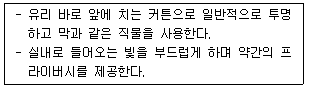 - 유리 바로 앞에 치는 커튼으로 일반적으로 투명
하고 막과 같은 직물을 사용한다.
- 실내로 들어오는 빛을 부드럽게 하며 약간의 프
라이버시를 제공한다.